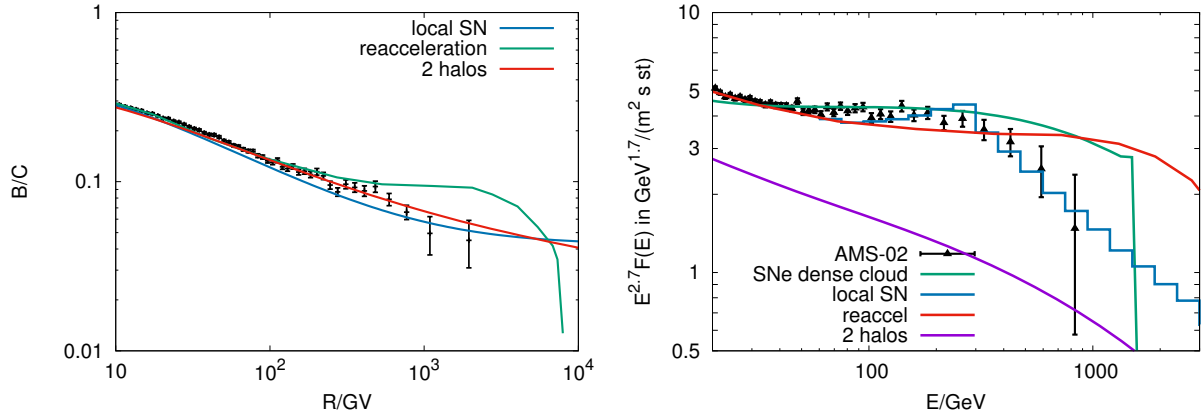 1
0.1
0.01
10
10²
10³
10⁴
B/C
R/GV
local SN
reacceleration
2 halos
10
5
3
1
0.5
100
1000
E^2.7F(E) in GeV^1.7/(m² s st)
E/GeV
AMS-02
SNe dense cloud
local SN
reaccel
2 halos